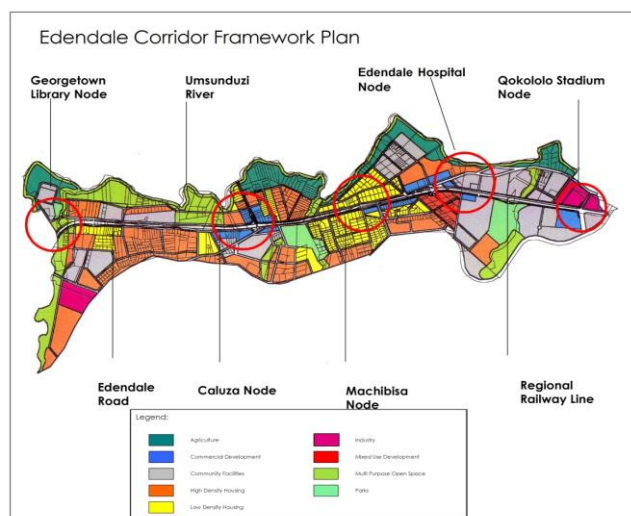 Edendale Corridor Framework Plan
Georgetown
Library Node
Umsunduzi
River
Edendale Hospital
Node
Qokololo Stadium
Node
Edendale
Road
Caluza Node
Machibisa
Node
Regional
Railway Line
Legend:
Agriculture
Commercial Development
Community Facilities
High Density Housing
Low Density Housing
Industry
Mixed Use Development
Multi Purpose Open Space
Parks